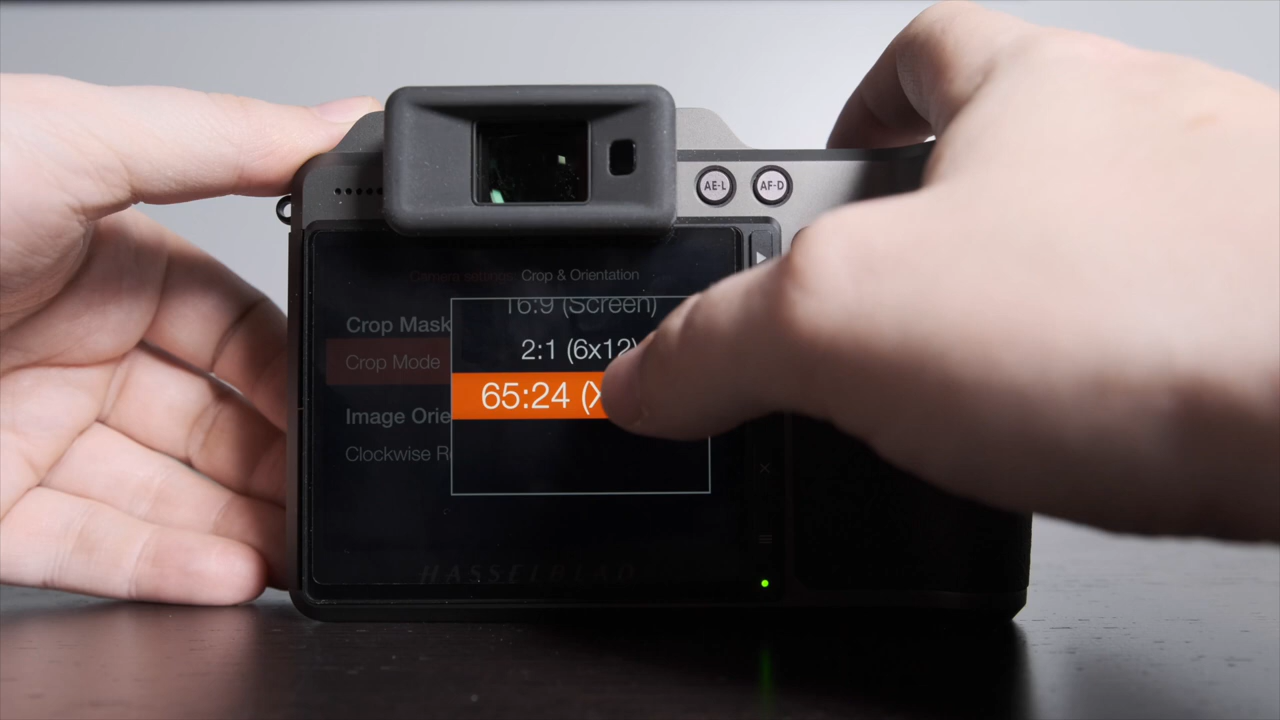 AE-L AF-D
Camera settings Crop & Orientation
16:9 (Screen)
Crop Mask
2:1 (6x12)
Crop Mode
65:24 (X
Image Orie
Clockwise R
HASSELBLAD